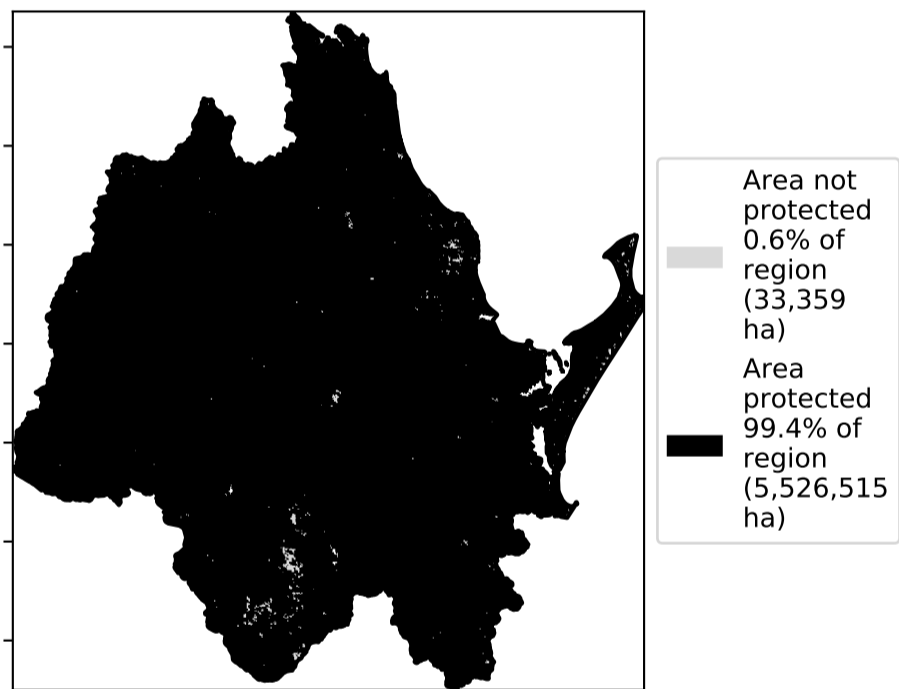 Area not
protected
0.6% of
region
(33,359
ha)
Area
protected
99.4% of
region
(5,526,515
ha)